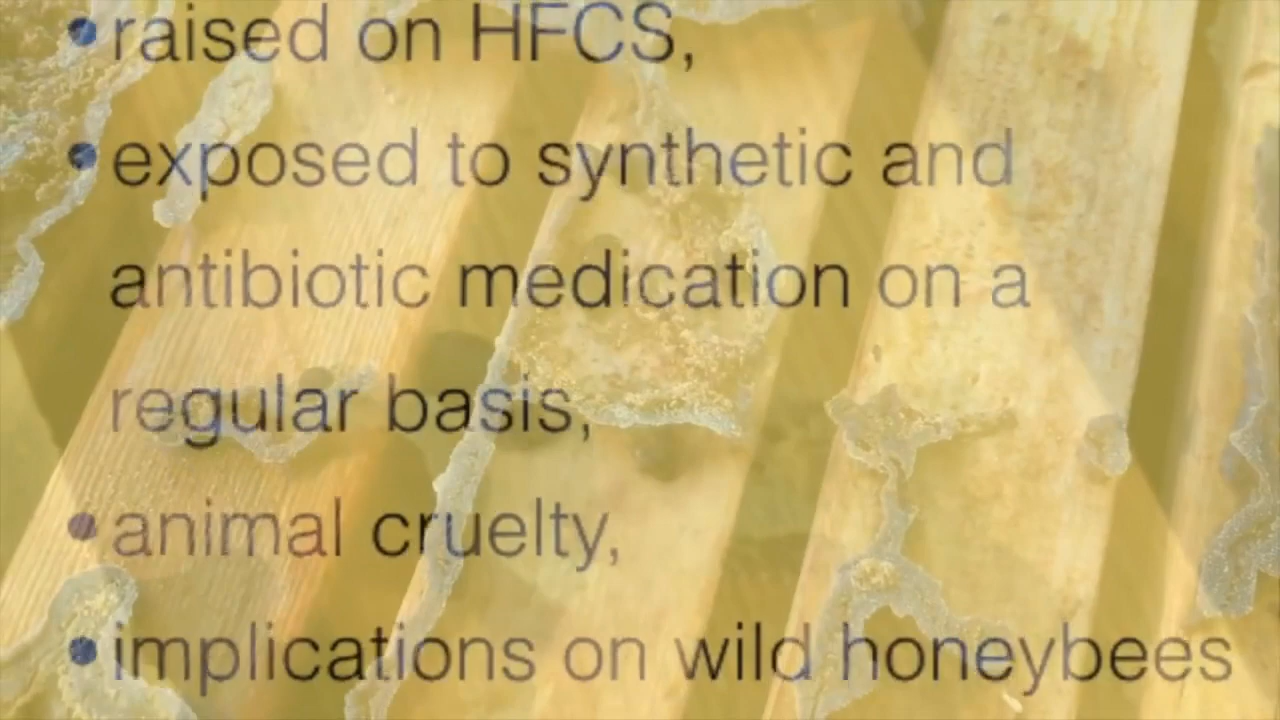 • raised on HFCS,
• exposed to synthetic and
antibiotic medication on a
regular basis,
• animal cruelty,
• implications on wild honeybees